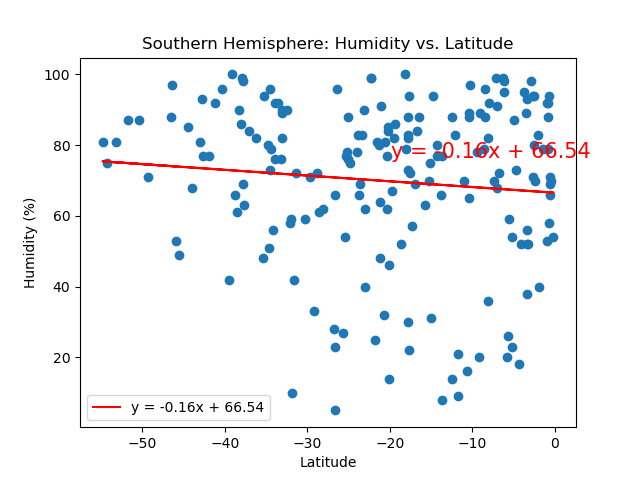 Southern Hemisphere: Humidity vs. Latitude
100
80
60
40
20
Humidity (%)
y = -0.16x + 66.54
y = -0.16x + 66.54
−50
−40
−30
−20
−10
0
Latitude